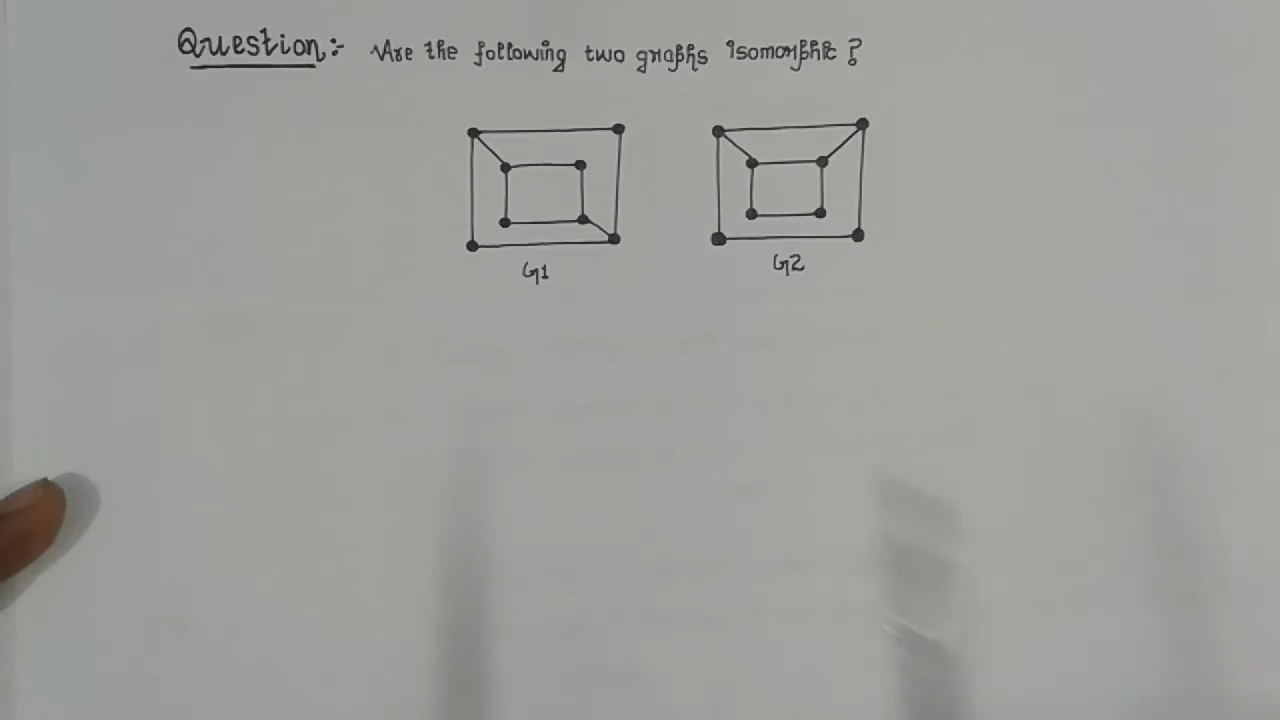 Question:- Are the following two graphs isomorphic ?
G1
G2